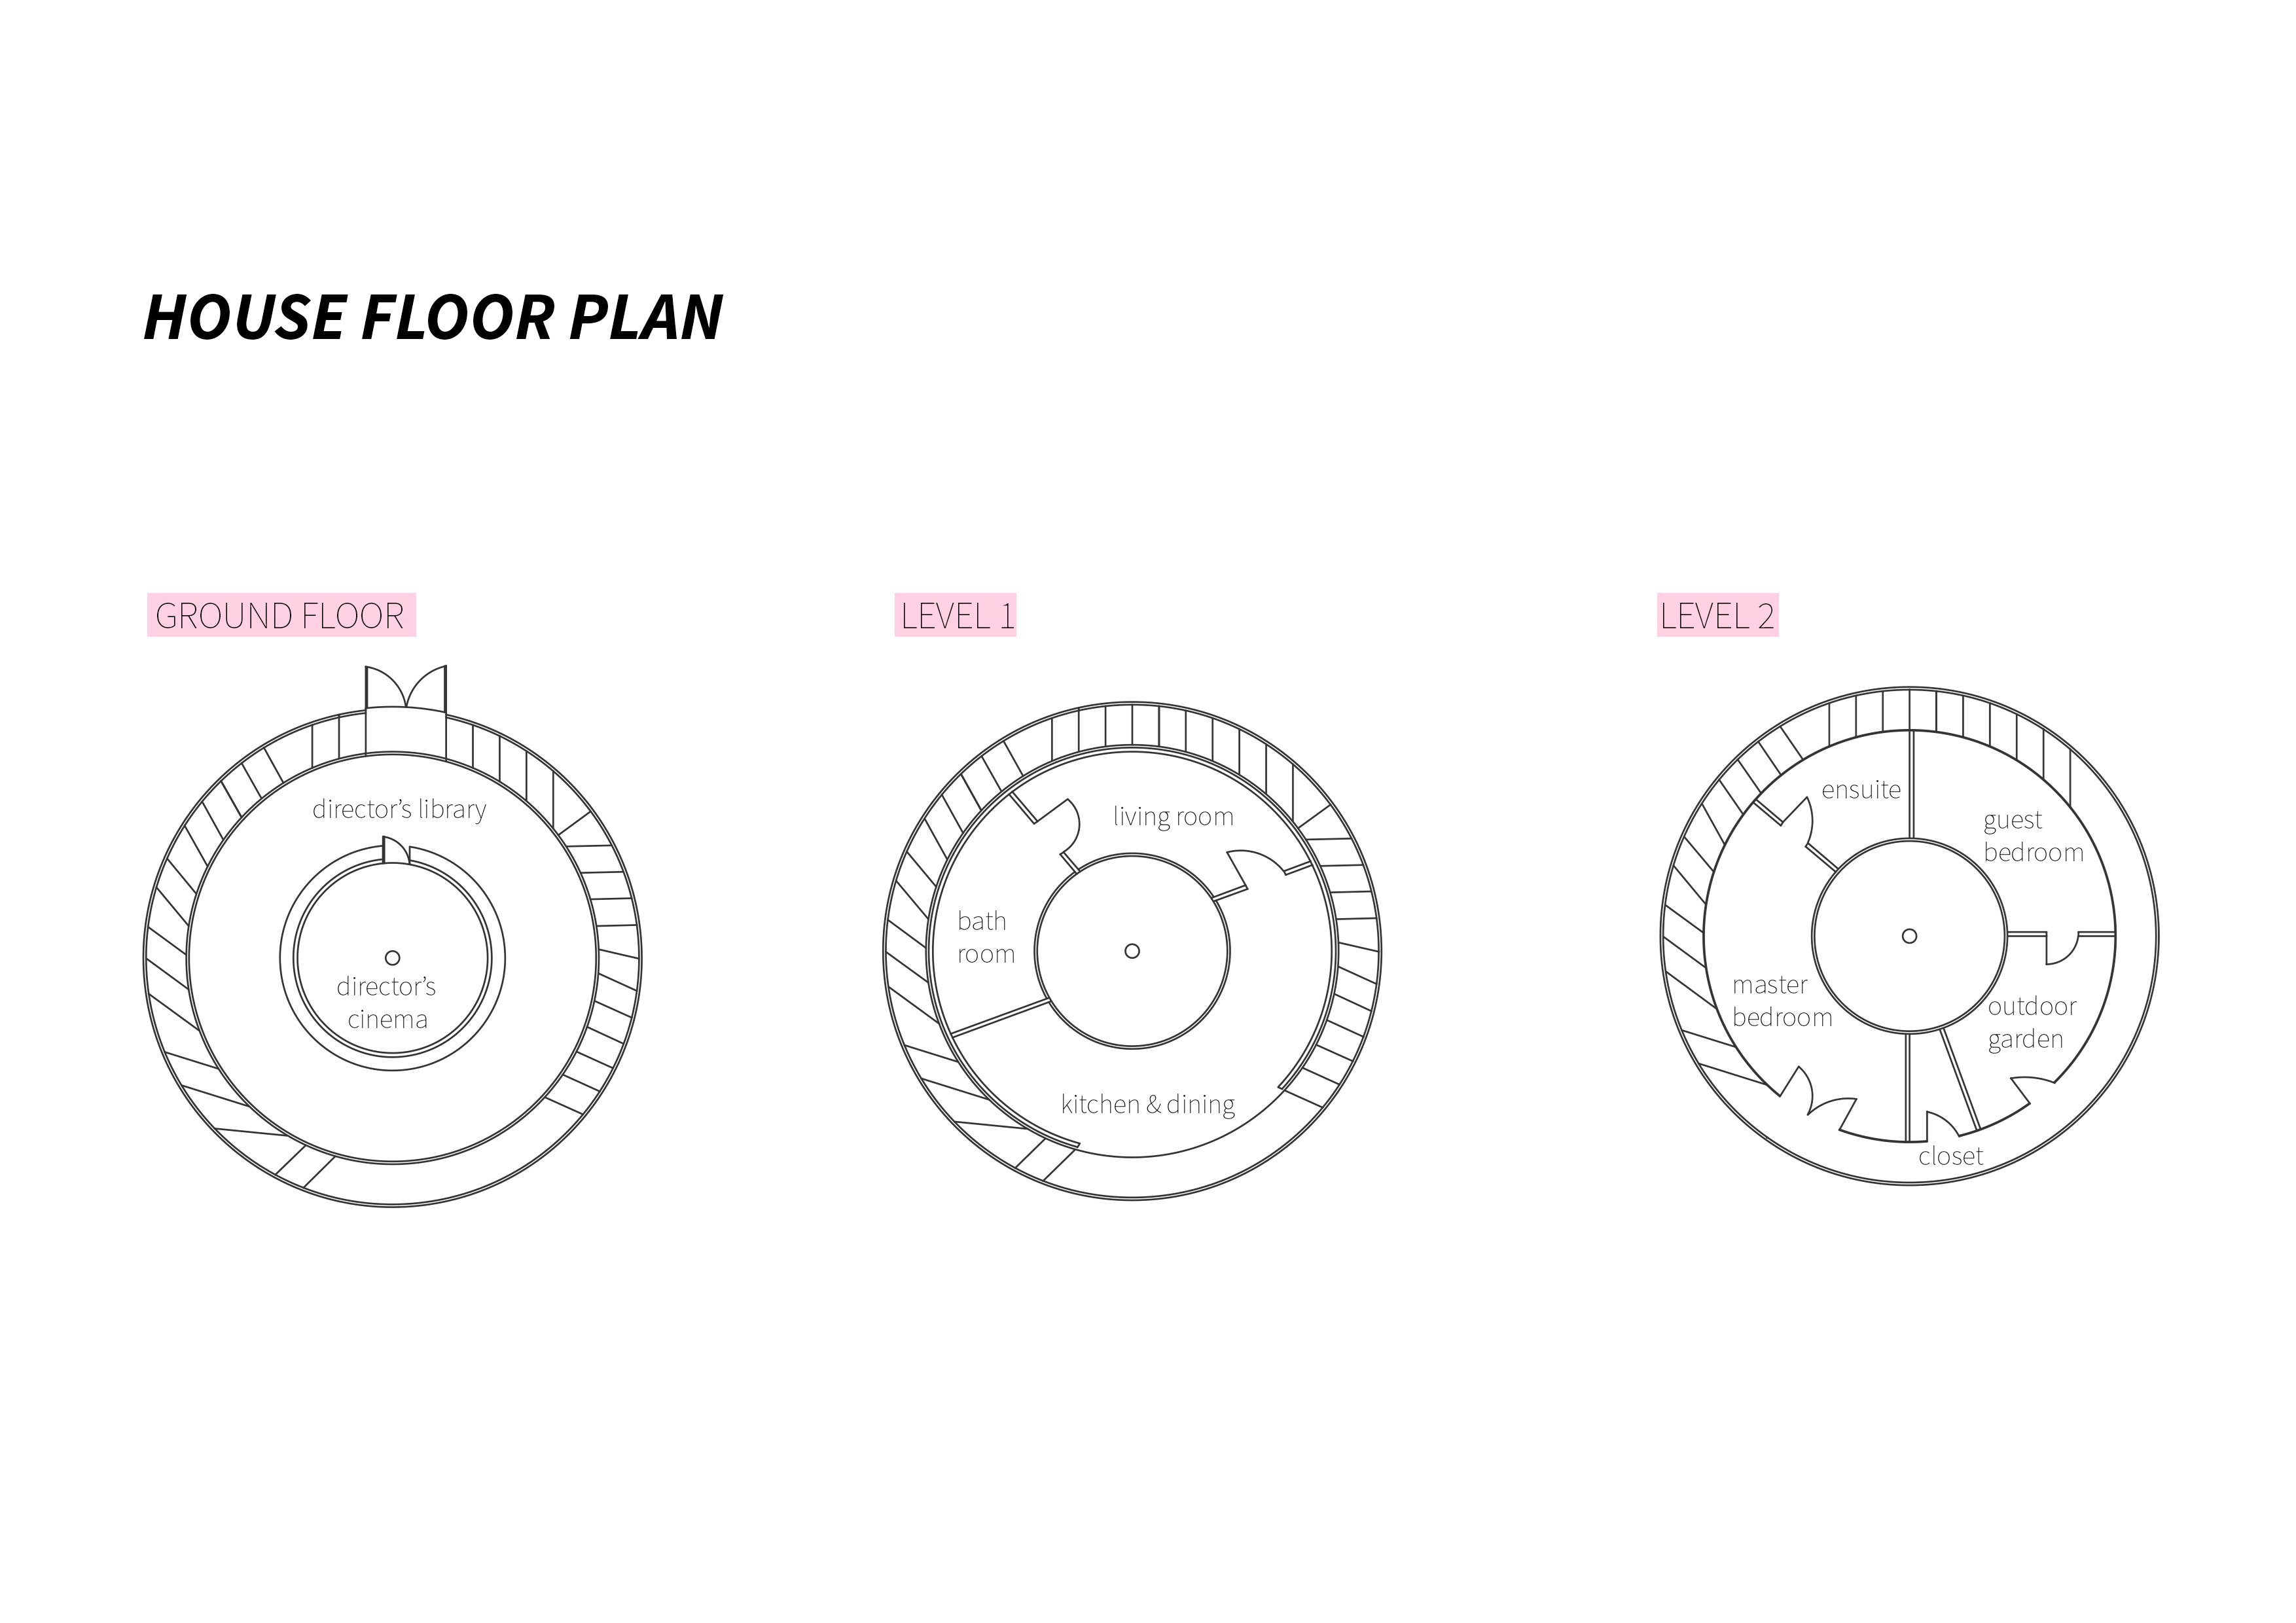 HOUSE FLOOR PLAN
GROUND FLOOR
director’s library
director’s
cinema
LEVEL 1
living room
bath
room
kitchen & dining
LEVEL 2
ensuite
guest
bedroom
master
bedroom
outdoor
garden
closet